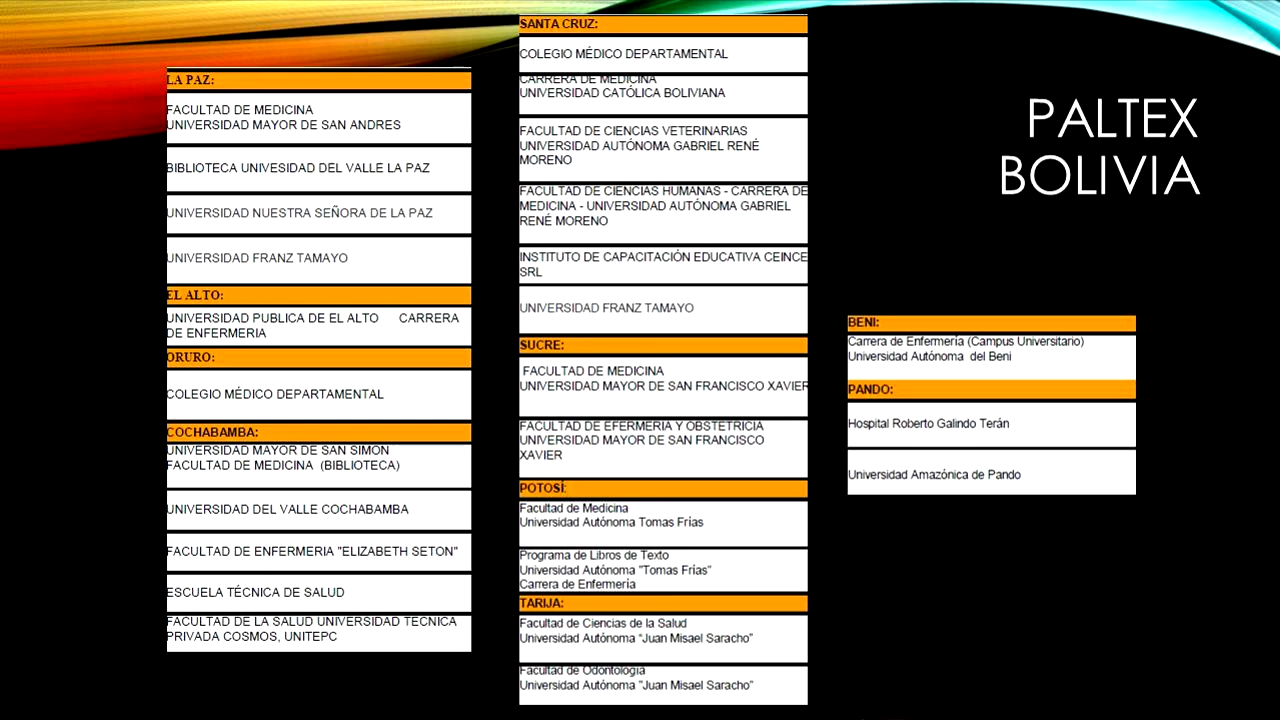 LA PAZ:
FACULTAD DE MEDICINA
UNIVERSIDAD MAYOR DE SAN ANDRES
BIBLIOTECA UNIVESIDAD DEL VALLE LA PAZ
UNIVERSIDAD NUESTRA SEÑORA DE LA PAZ
UNIVERSIDAD FRANZ TAMAYO
EL ALTO:
UNIVERSIDAD PUBLICA DE EL ALTO CARRERA
DE ENFERMERIA
ORURO:
COLEGIO MÉDICO DEPARTAMENTAL
COCHABAMBA:
UNIVERSIDAD MAYOR DE SAN SIMON
FACULTAD DE MEDICINA (BIBLIOTECA)
UNIVERSIDAD DEL VALLE COCHABAMBA
FACULTAD DE ENFERMERIA "ELIZABETH SETON"
ESCUELA TÉCNICA DE SALUD
FACULTAD DE LA SALUD UNIVERSIDAD TECNICA
PRIVADA COSMOS, UNITEPC
SANTA CRUZ:
COLEGIO MÉDICO DEPARTAMENTAL
CARRERA DE MEDICINA
UNIVERSIDAD CATÓLICA BOLIVIANA
FACULTAD DE CIENCIAS VETERINARIAS
UNIVERSIDAD AUTÓNOMA GABRIEL RENÉ
MORENO
FACULTAD DE CIENCIAS HUMANAS - CARRERA DE
MEDICINA - UNIVERSIDAD AUTÓNOMA GABRIEL
RENÉ MORENO
INSTITUTO DE CAPACITACIÓN EDUCATIVA CEINCE
SRL
UNIVERSIDAD FRANZ TAMAYO
SUCRE:
FACULTAD DE MEDICINA
UNIVERSIDAD MAYOR DE SAN FRANCISCO XAVIER
FACULTAD DE EFERMERIA Y OBSTETRICIA
UNIVERSIDAD MAYOR DE SAN FRANCISCO
XAVIER
POTOSÍ:
Facultad de Medicina
Universidad Autónoma Tomas Frías
Programa de Libros de Texto
Universidad Autónoma "Tomas Frías"
Carrera de Enfermería
TARIJA:
Facultad de Ciencias de la Salud
Universidad Autónoma "Juan Misael Saracho"
Facultad de Odontología
Universidad Autónoma "Juan Misael Saracho"
PALTEX
BOLIVIA
BENI:
Carrera de Enfermería (Campus Universitario)
Universidad Autónoma del Beni
PANDO:
Hospital Roberto Galindo Terán
Universidad Amazónica de Pando